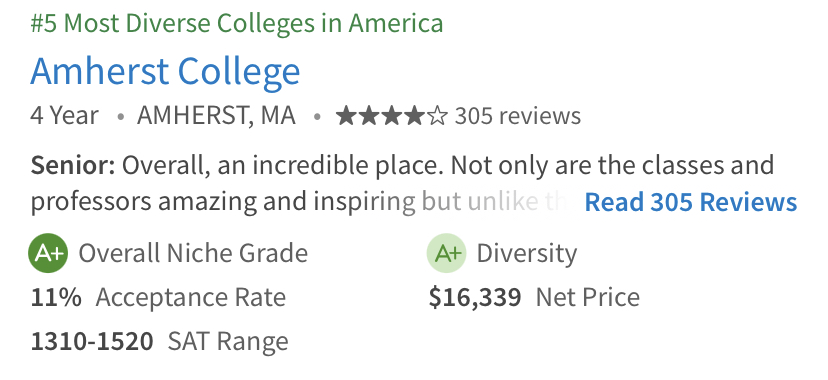 #5 Most Diverse Colleges in America
Amherst College
4 Year • AMHERST, MA • ★★★★☆ 305 reviews
Senior: Overall, an incredible place. Not only are the classes and
professors amazing and inspiring but unlike Read 305 Reviews
A+ Overall Niche Grade A+ Diversity
11% Acceptance Rate $16,339 Net Price
1310-1520 SAT Range